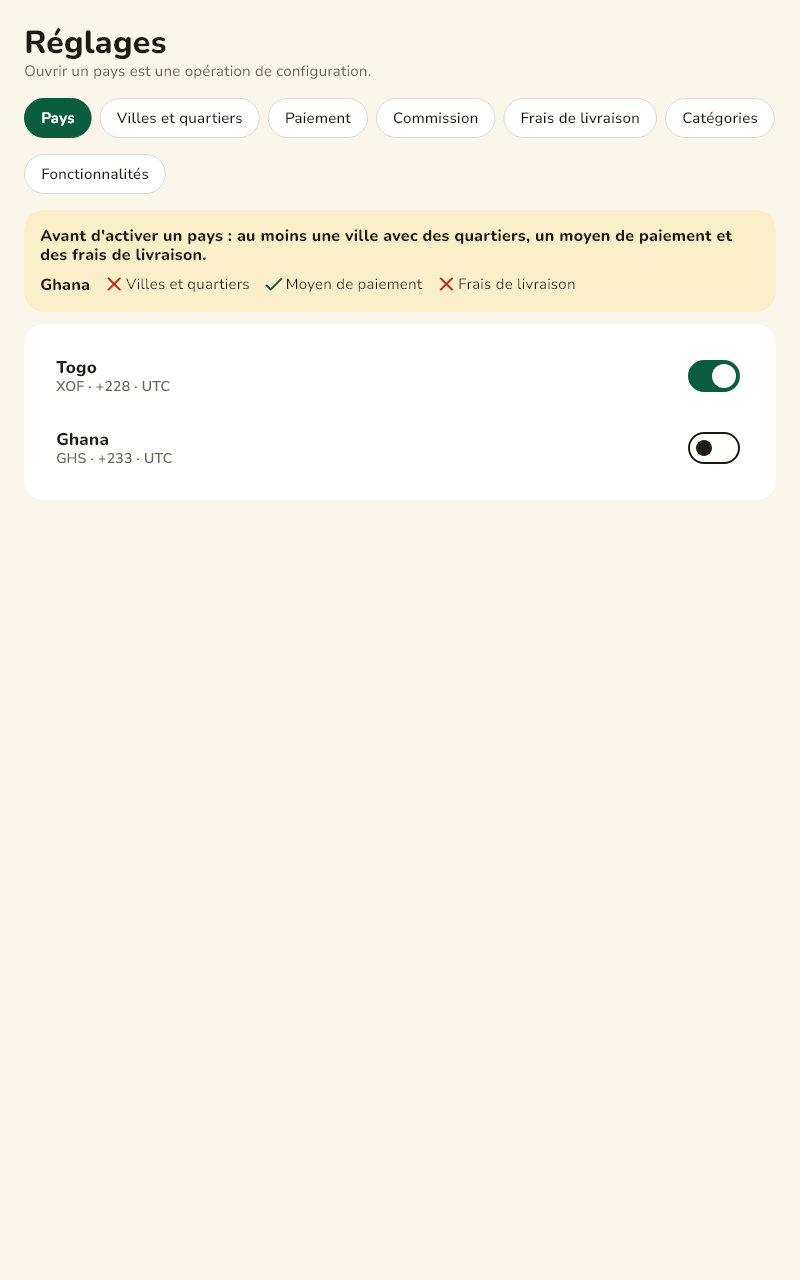 Réglages
Ouvrir un pays est une opération de configuration.
Pays
Villes et quartiers
Paiement
Commission
Frais de livraison
Catégories
Fonctionnalités
Avant d'activer un pays : au moins une ville avec des quartiers, un moyen de paiement et
des frais de livraison.
Ghana Villes et quartiers Moyen de paiement Frais de livraison
Togo
XOF · +228 · UTC
Ghana
GHS · +233 · UTC